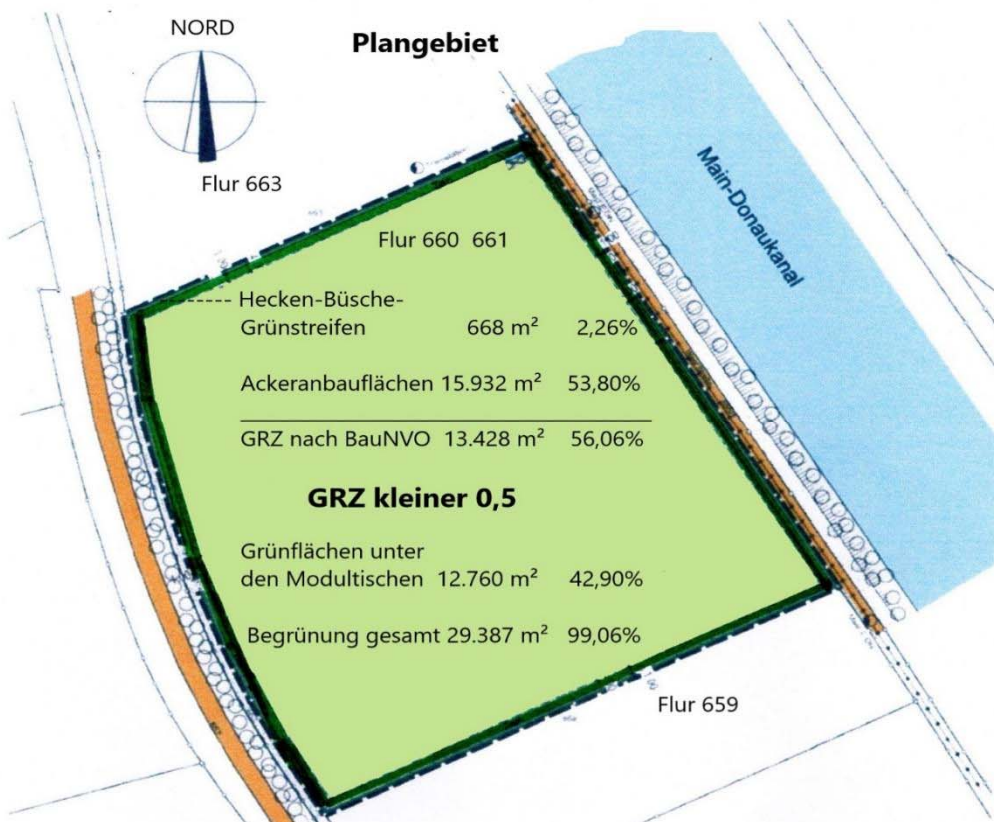 NORD
Plangebiet
Flur 663
Main-Donaukanal
Flur 660 661
Hecken-Büsche-
Grünstreifen 668 m² 2,26%
Ackeranbauflächen 15.932 m² 53,80%
GRZ nach BauNVO 13.428 m² 56,06%
GRZ kleiner 0,5
Grünflächen unter
den Modultischen 12.760 m² 42,90%
Begrünung gesamt 29.387 m² 99,06%
Flur 659